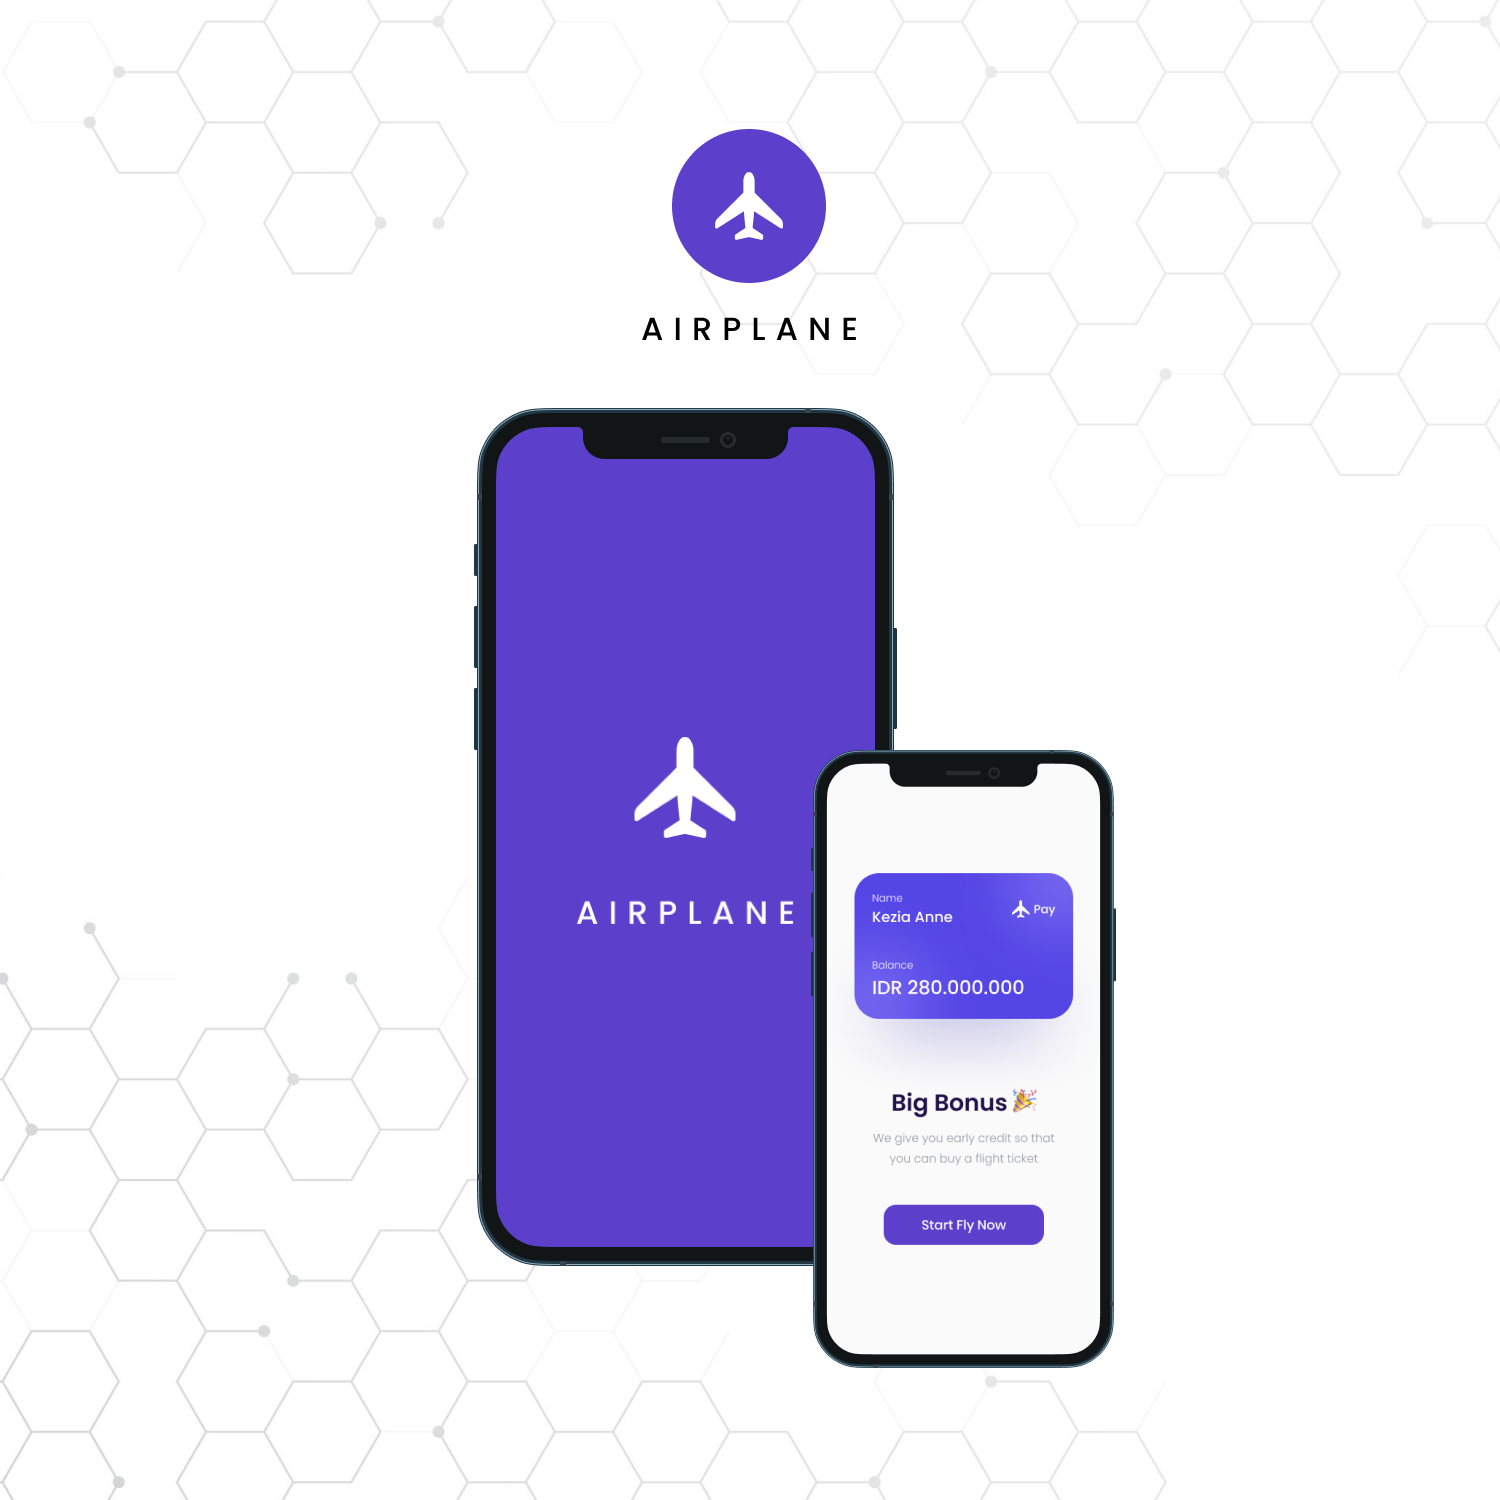 AIRPLANE
AIRPLANE
Name
Kezia Anne
Pay
Balance
IDR 280.000.000
Big Bonus 🎉
We give you early credit so that
you can buy a flight ticket
Start Fly Now